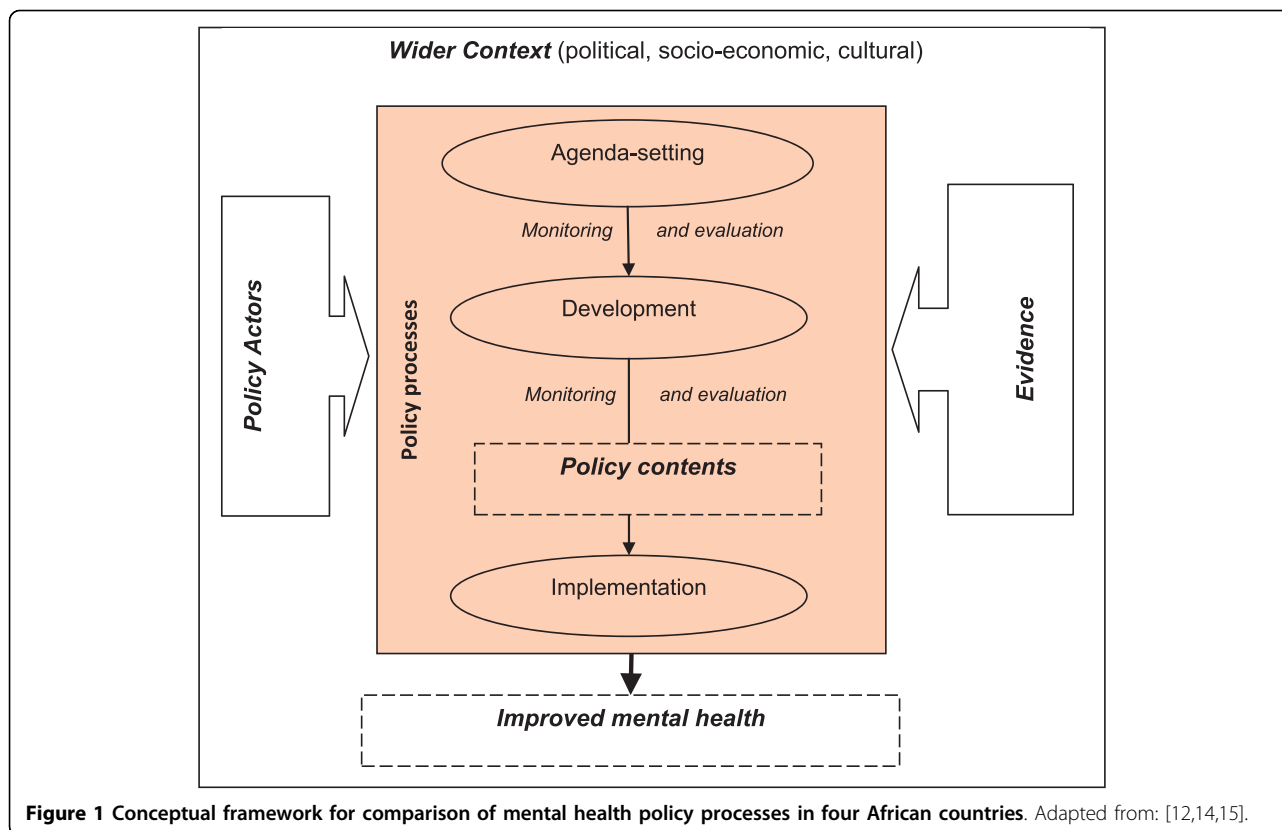 Wider Context (political, socio-economic, cultural)
Policy Actors
Policy processes
Agenda-setting
Monitoring and evaluation
Development
Monitoring and evaluation
Policy contents
Implementation
Evidence
Improved mental health
Figure 1 Conceptual framework for comparison of mental health policy processes in four African countries. Adapted from: [12,14,15].